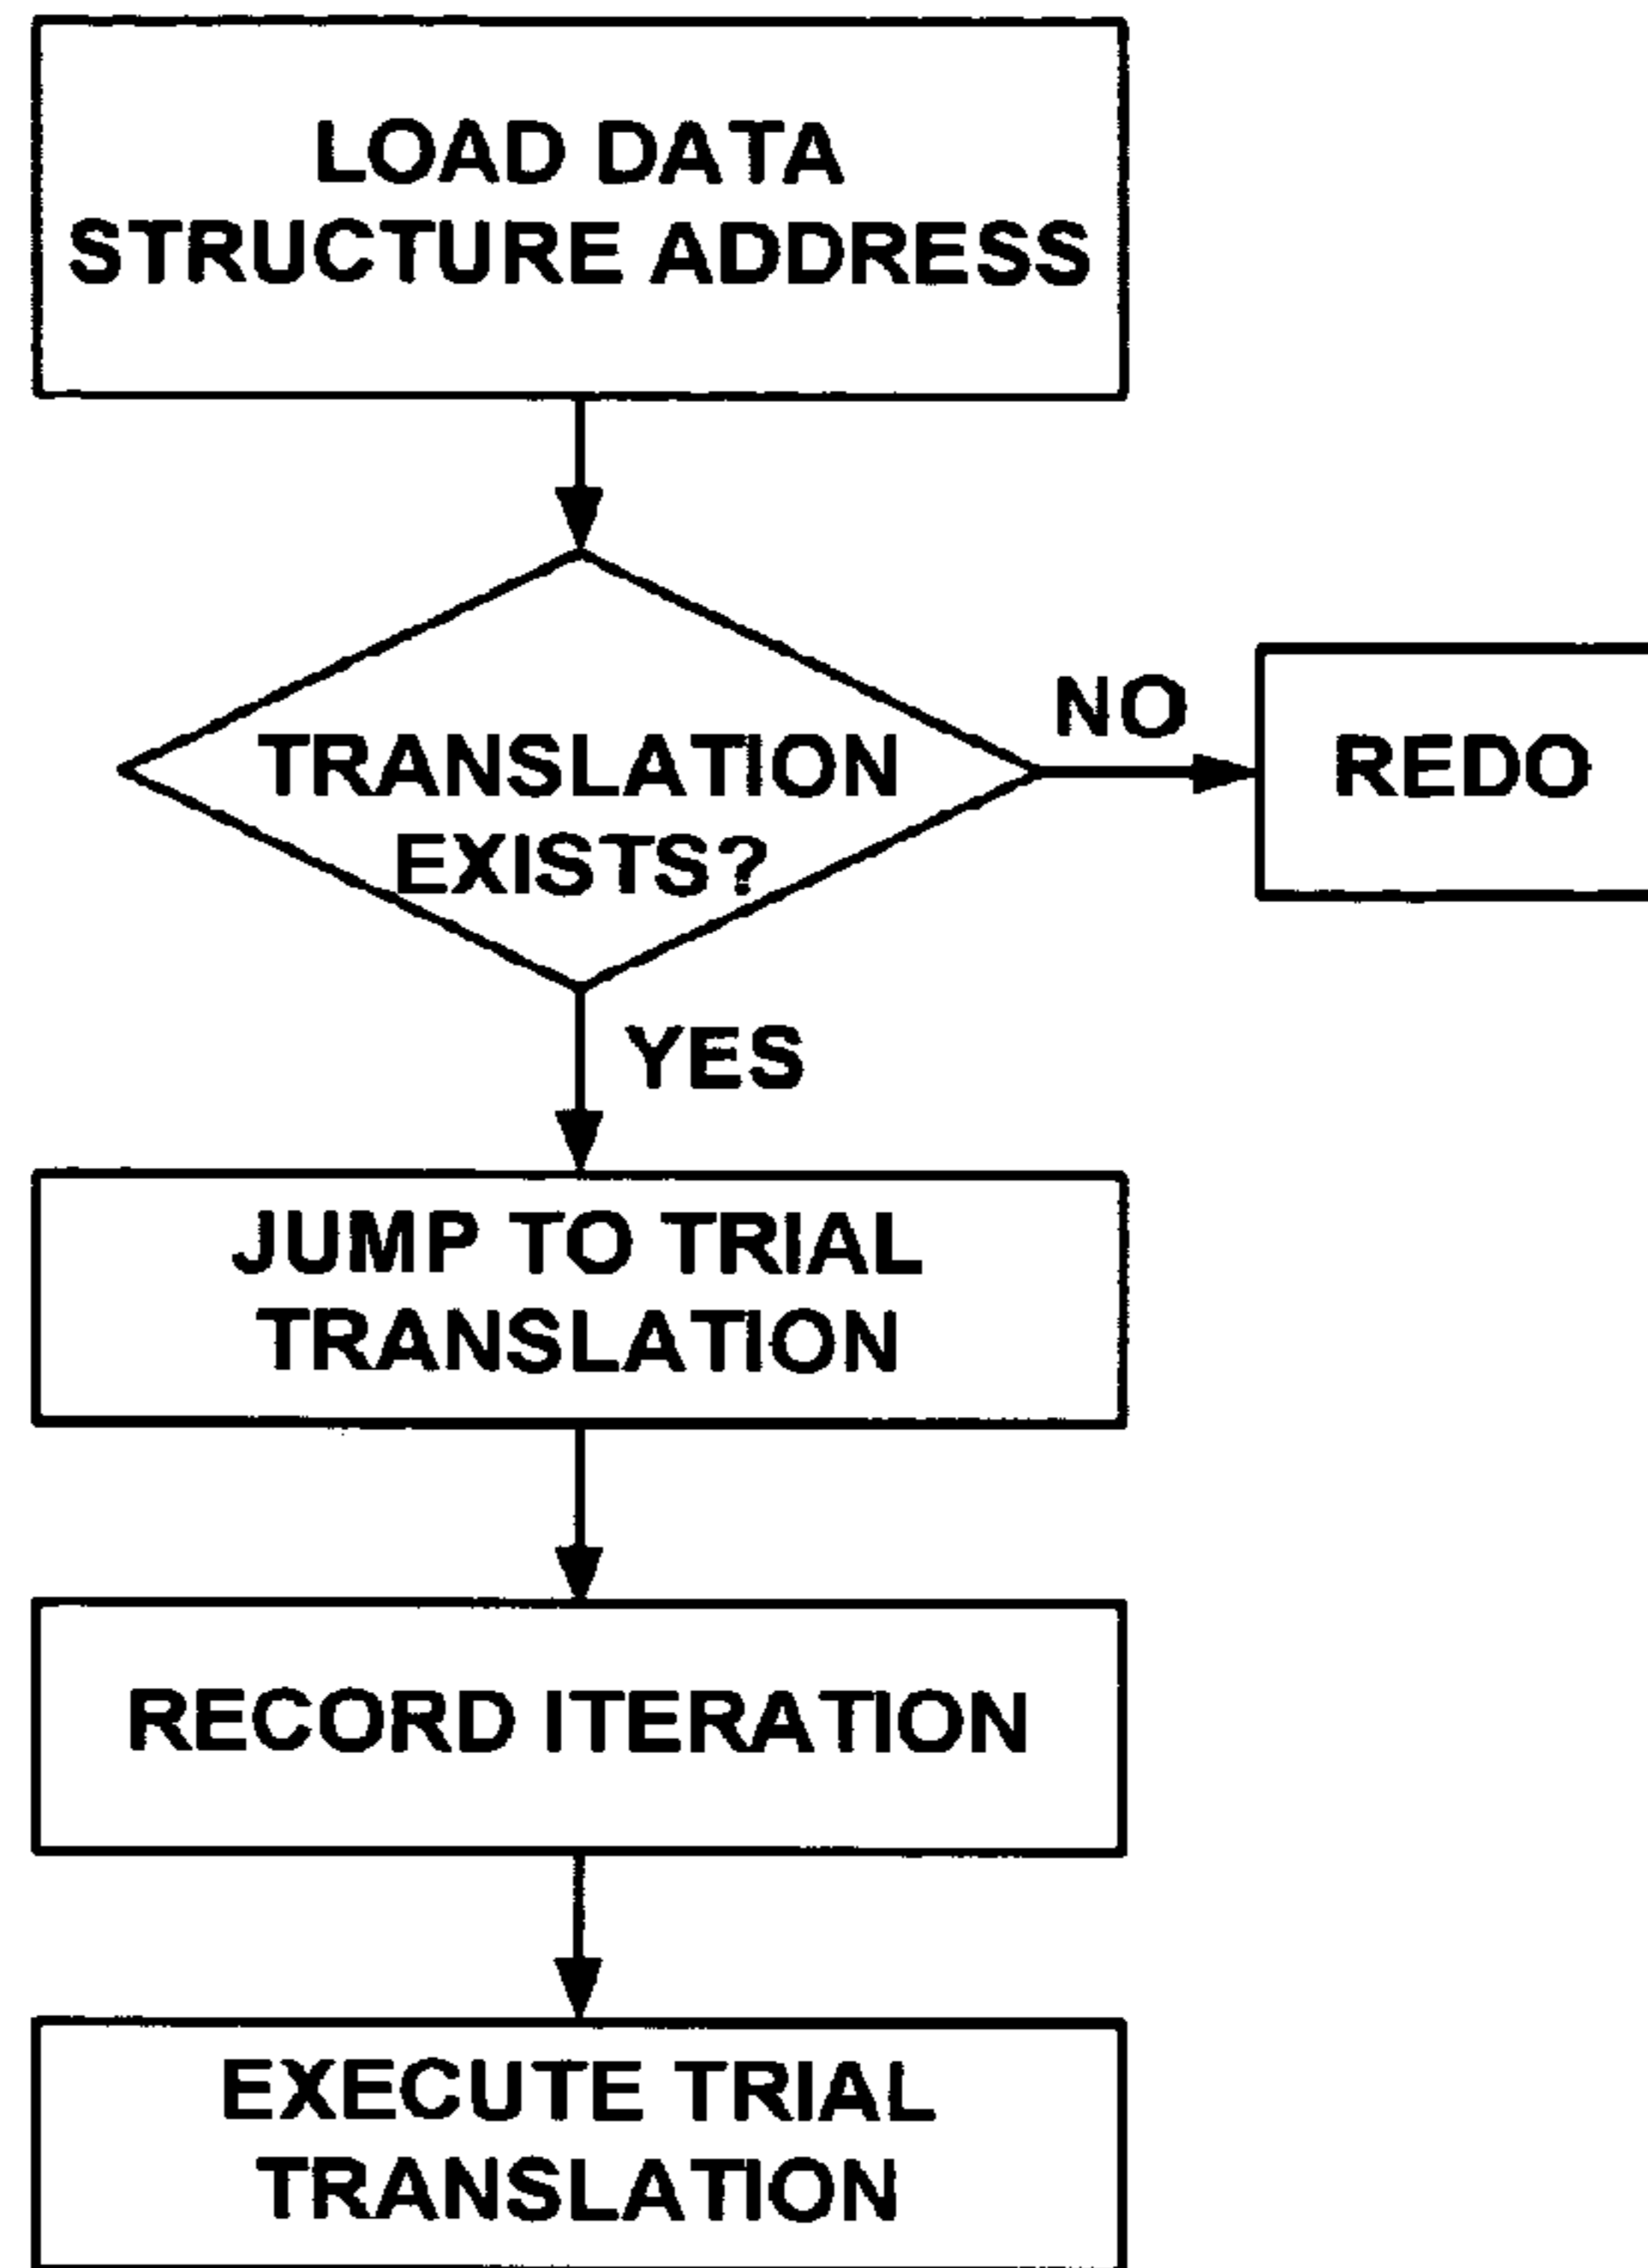 LOAD DATA
STRUCTURE ADDRESS
TRANSLATION
EXISTS?
NO
REDO
YES
JUMP TO TRIAL
TRANSLATION
RECORD ITERATION
EXECUTE TRIAL
TRANSLATION